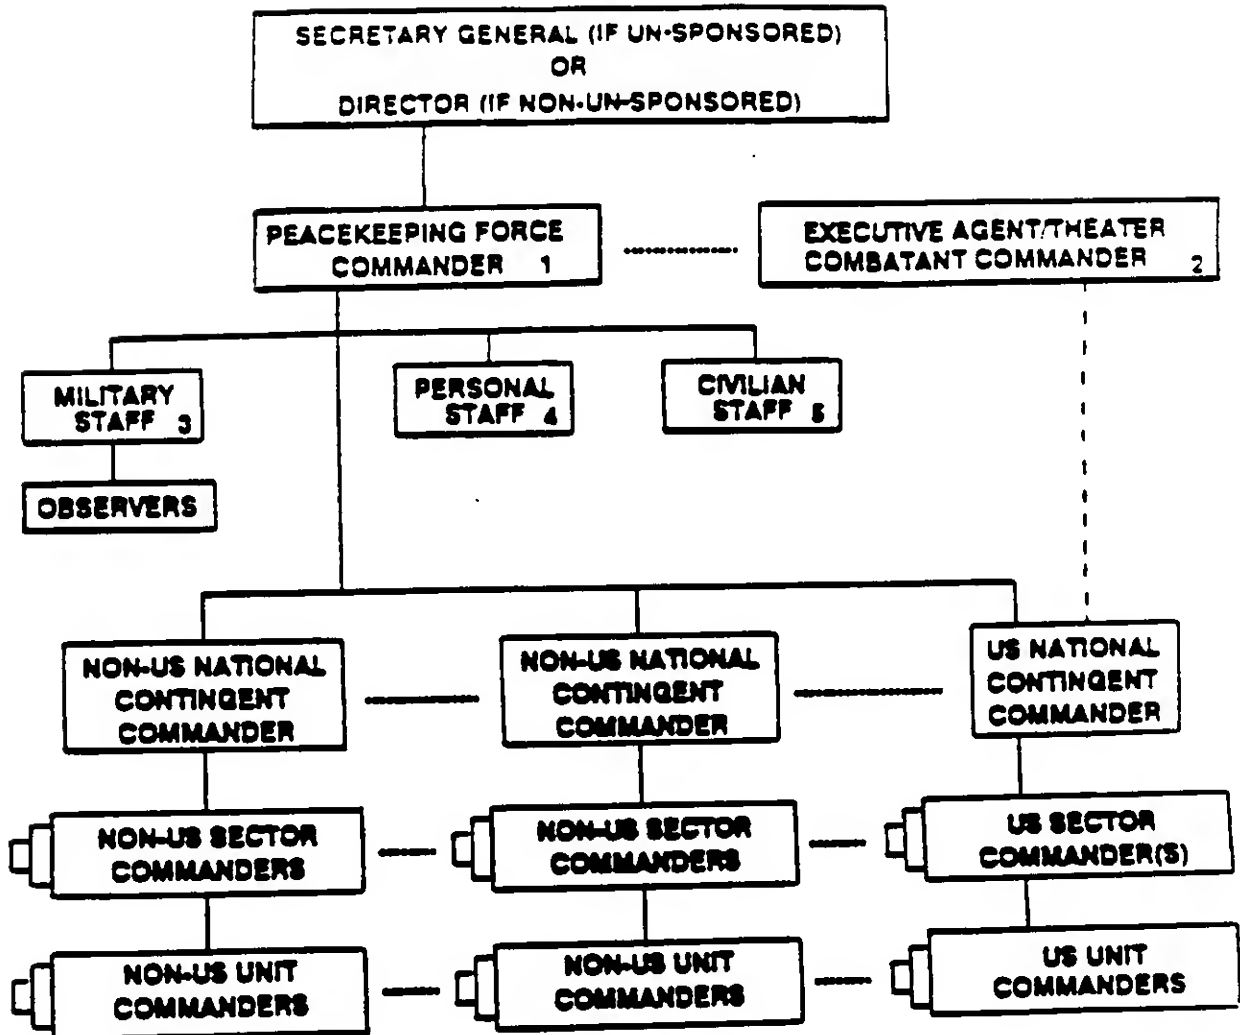 SECRETARY GENERAL (IF UN-SPONSORED)
OR
DIRECTOR (IF NON-UN-SPONSORED)
PEACEKEEPING FORCE
COMMANDER 1
EXECUTIVE AGENT/THEATER
COMBATANT COMMANDER 2
MILITARY
STAFF 3
PERSONAL
STAFF 4
CIVILIAN
STAFF 5
OBSERVERS
NON-US NATIONAL
CONTINGENT
COMMANDER
NON-US NATIONAL
CONTINGENT
COMMANDER
US NATIONAL
CONTINGENT
COMMANDER
NON-US SECTOR
COMMANDERS
NON-US SECTOR
COMMANDERS
US SECTOR
COMMANDER(S)
NON-US UNIT
COMMANDERS
NON-US UNIT
COMMANDERS
US UNIT
COMMANDERS